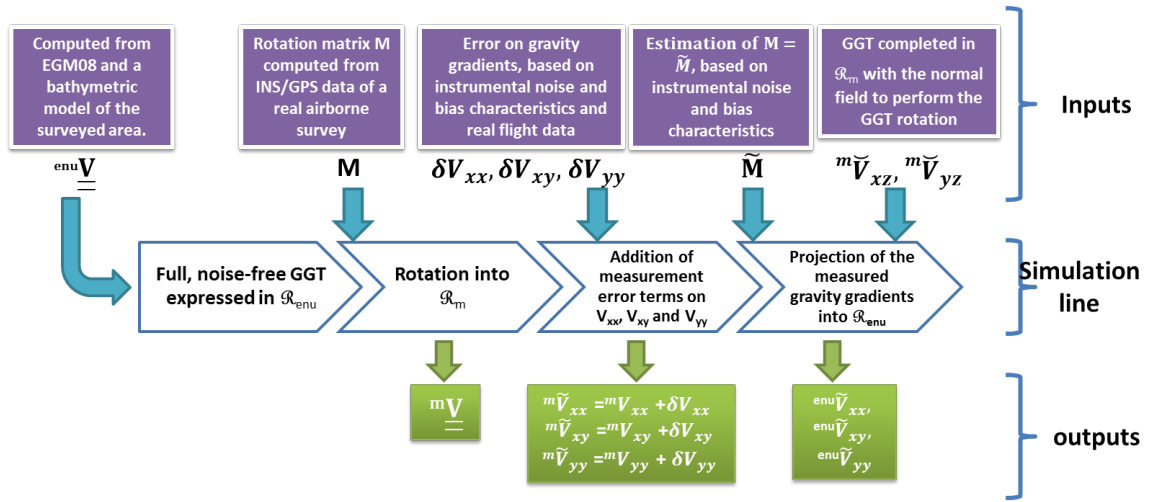 Computed from
EGM08 and a
bathymetric
model of the
surveyed area.
Rotation matrix M
computed from
INS/GPS data of a
real airborne
survey
Error on gravity
gradients, based on
instrumental noise and
bias characteristics and
real flight data
Estimation of M =
M̃, based on
instrumental noise
and bias
characteristics
GGT completed in
ℛm with the normal
field to perform the
GGT rotation
Inputs
enuV
M
δVxx, δVxy, δVyy
M̃
mṼxz, mṼyz
Full, noise-free GGT
expressed in ℛenu
Rotation into
ℛm
Addition of
measurement
error terms on
Vxx, Vxy and Vyy
Projection of the
measured
gravity gradients
into ℛenu
Simulation
line
mV
mṼxx =mVxx +δVxx
mṼxy =mVxy +δVxy
mṼyy =mVyy + δVyy
enuṼxx,
enuṼxy,
enuṼyy
outputs